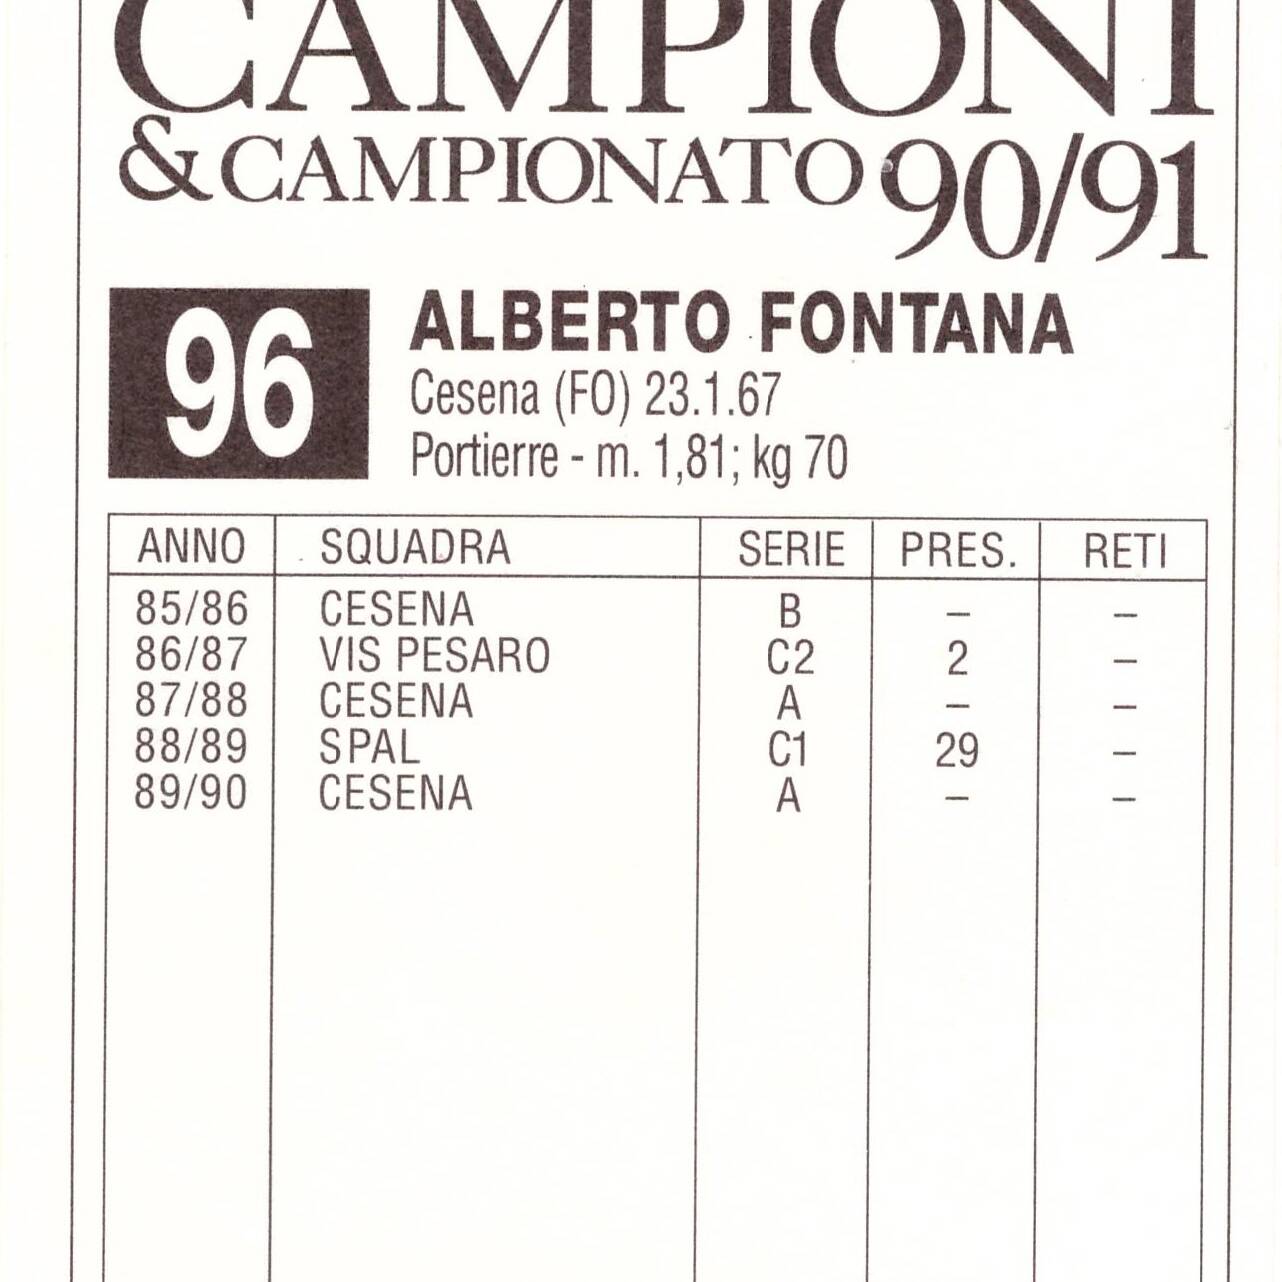 CAMPIONI
& CAMPIONATO 90/91
96
ALBERTO FONTANA
Cesena (FO) 23.1.67
Portierre - m. 1,81; kg 70
ANNO SQUADRA SERIE PRES. RETI
85/86 CESENA B – –
86/87 VIS PESARO C2 2 –
87/88 CESENA A – –
88/89 SPAL C1 29 –
89/90 CESENA A – –